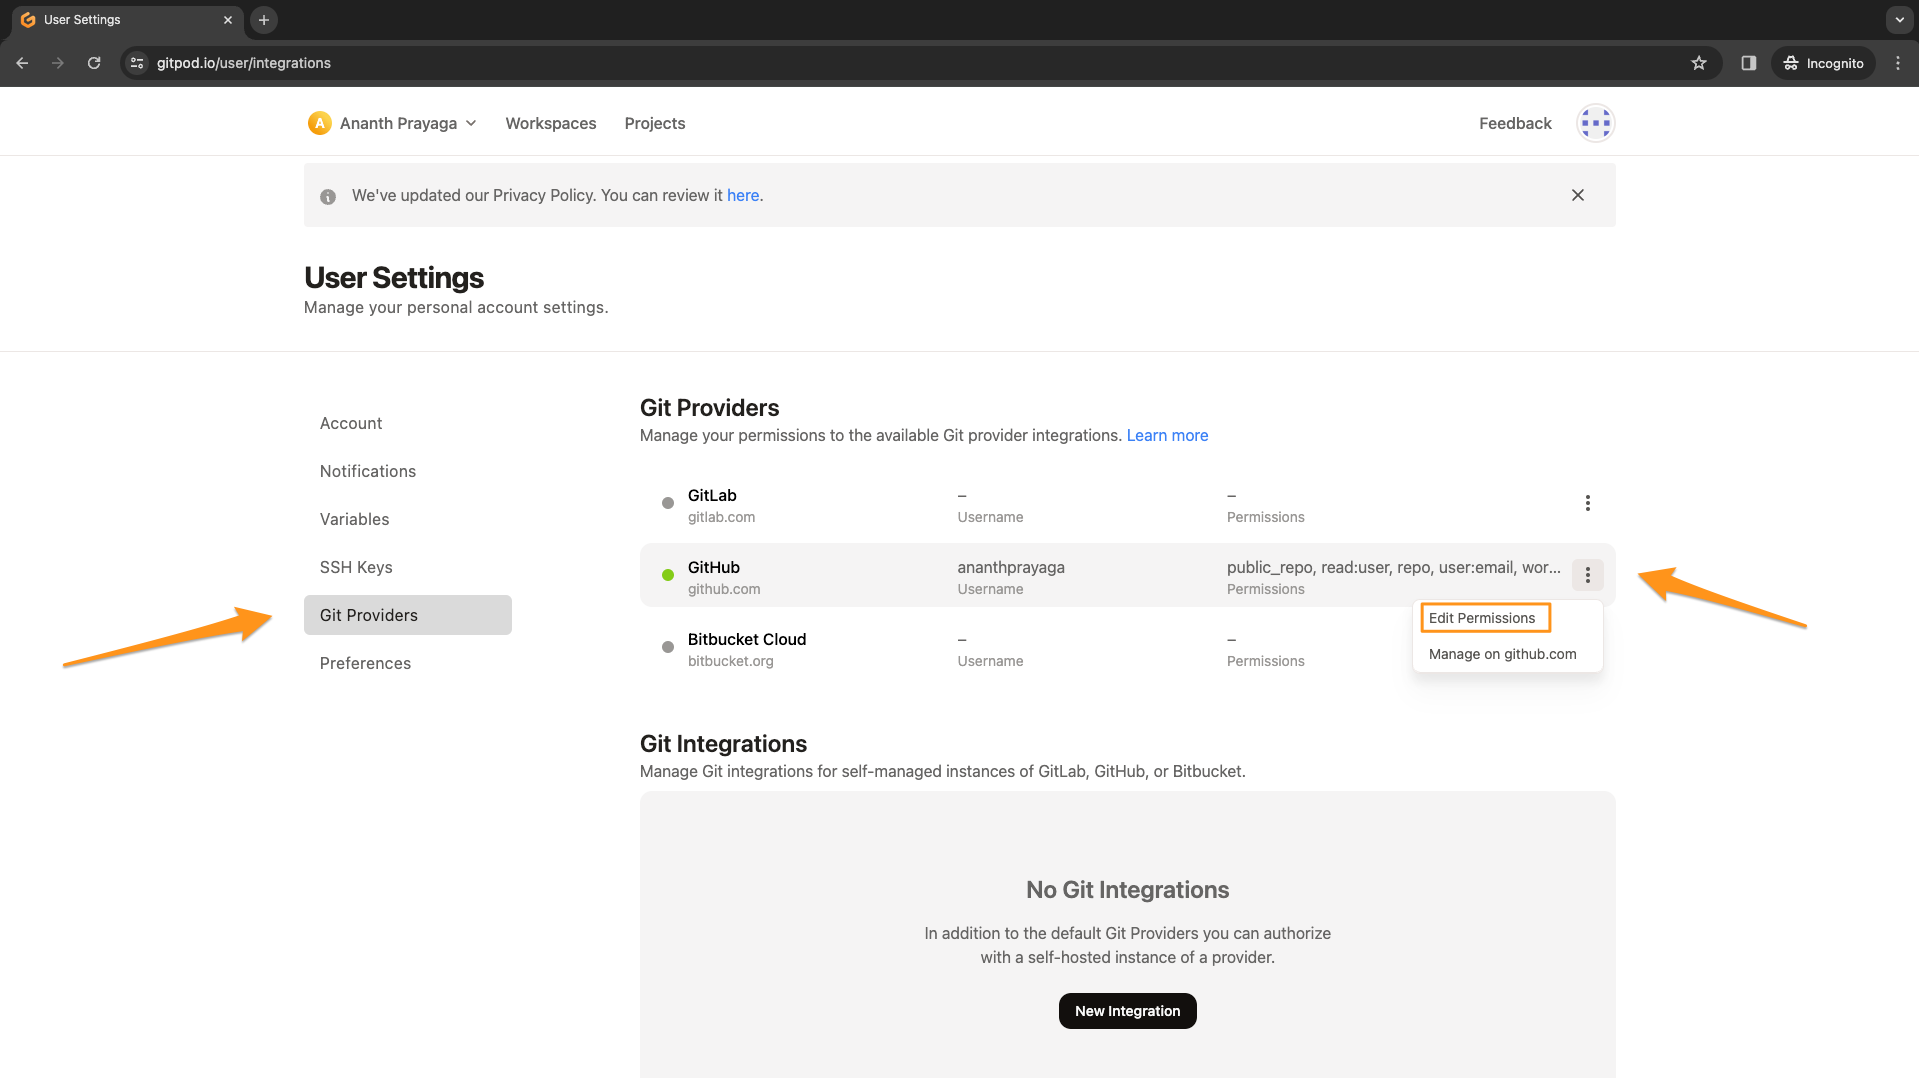 User Settings
gitpod.io/user/integrations
Incognito
A Ananth Prayaga
Workspaces
Projects
Feedback
We've updated our Privacy Policy. You can review it here.
User Settings
Manage your personal account settings.
Account
Notifications
Variables
SSH Keys
Git Providers
Preferences
Git Providers
Manage your permissions to the available Git provider integrations. Learn more
GitLab – –
gitlab.com Username Permissions
GitHub ananthprayaga public_repo, read:user, repo, user:email, wor...
github.com Username Permissions
Edit Permissions
Manage on github.com
Bitbucket Cloud – –
bitbucket.org Username Permissions
Git Integrations
Manage Git integrations for self-managed instances of GitLab, GitHub, or Bitbucket.
No Git Integrations
In addition to the default Git Providers you can authorize
with a self-hosted instance of a provider.
New Integration